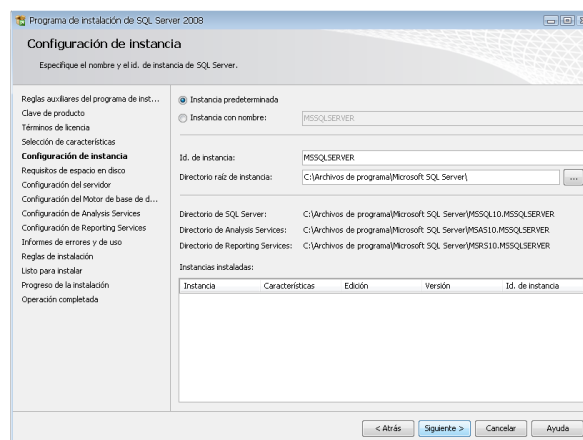 Programa de instalación de SQL Server 2008
Configuración de instancia
Especifique el nombre y el id. de instancia de SQL Server.
Reglas auxiliares del programa de inst...
Clave de producto
Términos de licencia
Selección de características
Configuración de instancia
Requisitos de espacio en disco
Configuración del servidor
Configuración del Motor de base de d...
Configuración de Analysis Services
Configuración de Reporting Services
Informes de errores y de uso
Reglas de instalación
Listo para instalar
Progreso de la instalación
Operación completada
Instancia predeterminada
Instancia con nombre: MSSQLSERVER
Id. de instancia: MSSQLSERVER
Directorio raíz de instancia: C:\Archivos de programa\Microsoft SQL Server\ ...
Directorio de SQL Server: C:\Archivos de programa\Microsoft SQL Server\MSSQL10.MSSQLSERVER
Directorio de Analysis Services: C:\Archivos de programa\Microsoft SQL Server\MSAS10.MSSQLSERVER
Directorio de Reporting Services: C:\Archivos de programa\Microsoft SQL Server\MSRS10.MSSQLSERVER
Instancias instaladas:
Instancia Características Edición Versión Id. de instancia
< Atrás Siguiente > Cancelar Ayuda